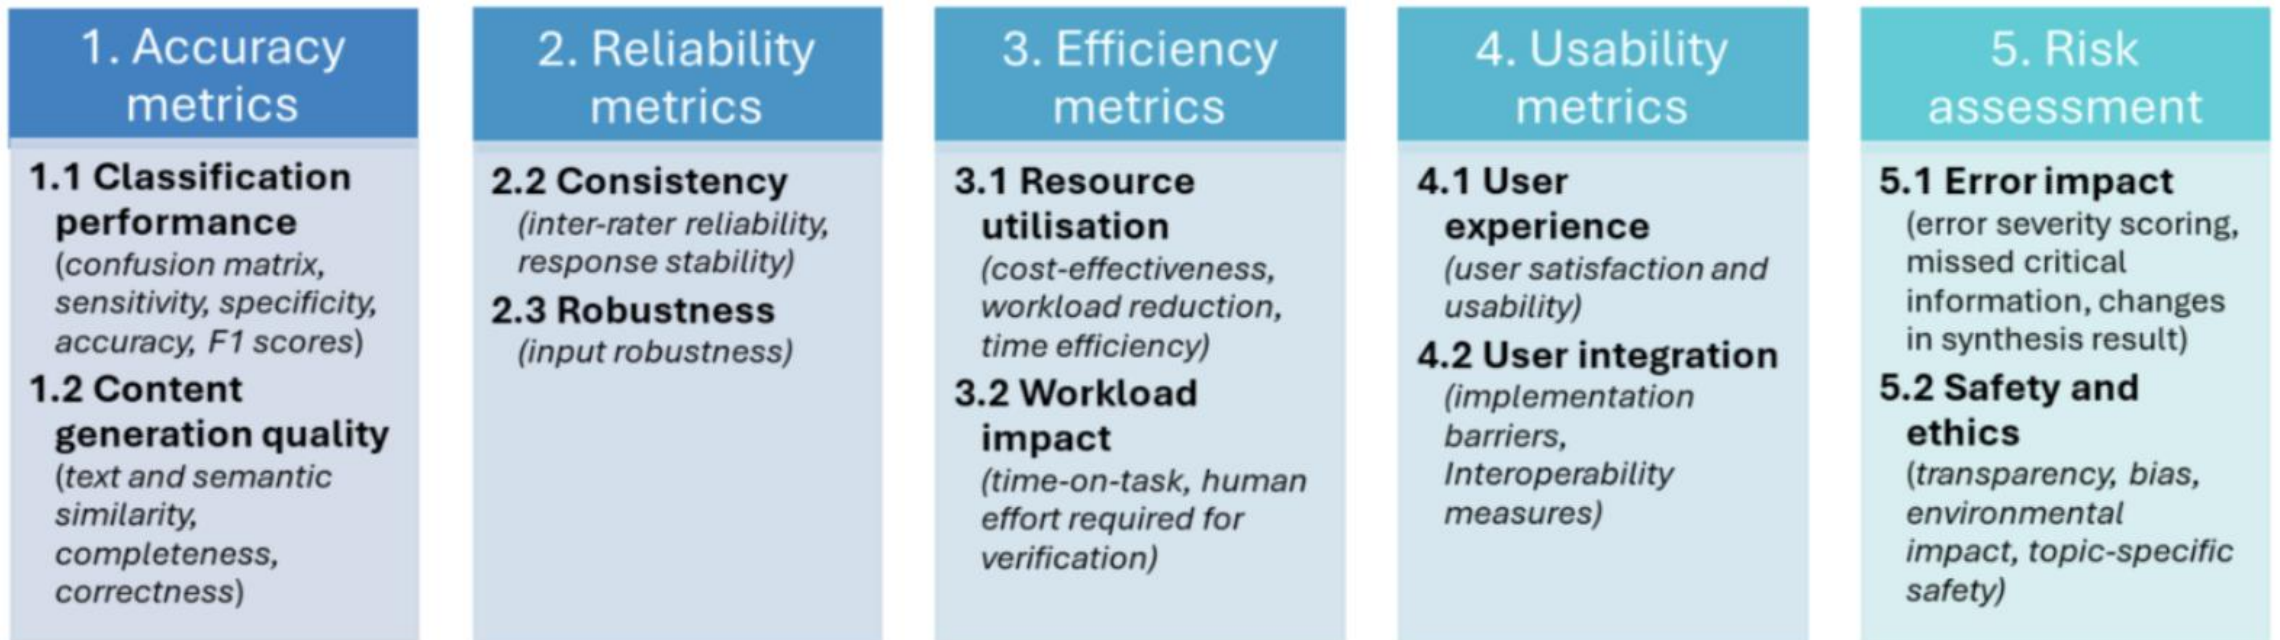 1. Accuracy
metrics
1.1 Classification
performance
(confusion matrix,
sensitivity, specificity,
accuracy, F1 scores)
1.2 Content
generation quality
(text and semantic
similarity,
completeness,
correctness)
2. Reliability
metrics
2.2 Consistency
(inter-rater reliability,
response stability)
2.3 Robustness
(input robustness)
3. Efficiency
metrics
3.1 Resource
utilisation
(cost-effectiveness,
workload reduction,
time efficiency)
3.2 Workload
impact
(time-on-task, human
effort required for
verification)
4. Usability
metrics
4.1 User
experience
(user satisfaction and
usability)
4.2 User integration
(implementation
barriers,
Interoperability
measures)
5. Risk
assessment
5.1 Error impact
(error severity scoring,
missed critical
information, changes
in synthesis result)
5.2 Safety and
ethics
(transparency, bias,
environmental
impact, topic-specific
safety)